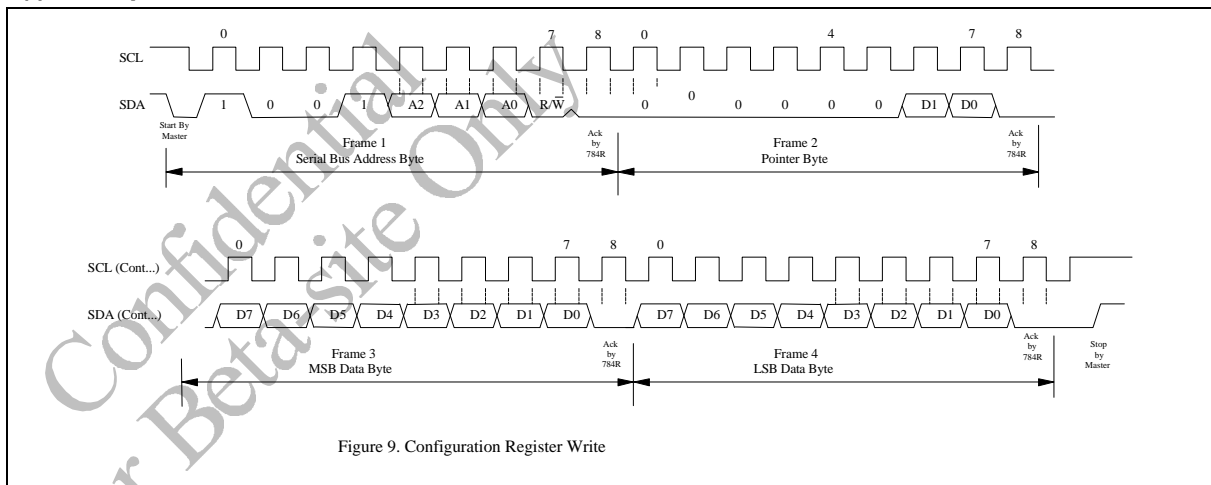 0 7 8 0 4 7 8
SCL
SDA 1 0 0 1 A2 A1 A0 R/W 0 0 0 0 0 0 D1 D0
Start By
Master
Ack
by
784R
Ack
by
784R
Frame 1
Serial Bus Address Byte
Frame 2
Pointer Byte
0 7 8 0 7 8
SCL (Cont...)
SDA (Cont...) D7 D6 D5 D4 D3 D2 D1 D0 D7 D6 D5 D4 D3 D2 D1 D0
Ack
by
784R
Ack
by
784R
Stop
by
Master
Frame 3
MSB Data Byte
Frame 4
LSB Data Byte
Figure 9. Configuration Register Write
Confidential
r Beta-site Only